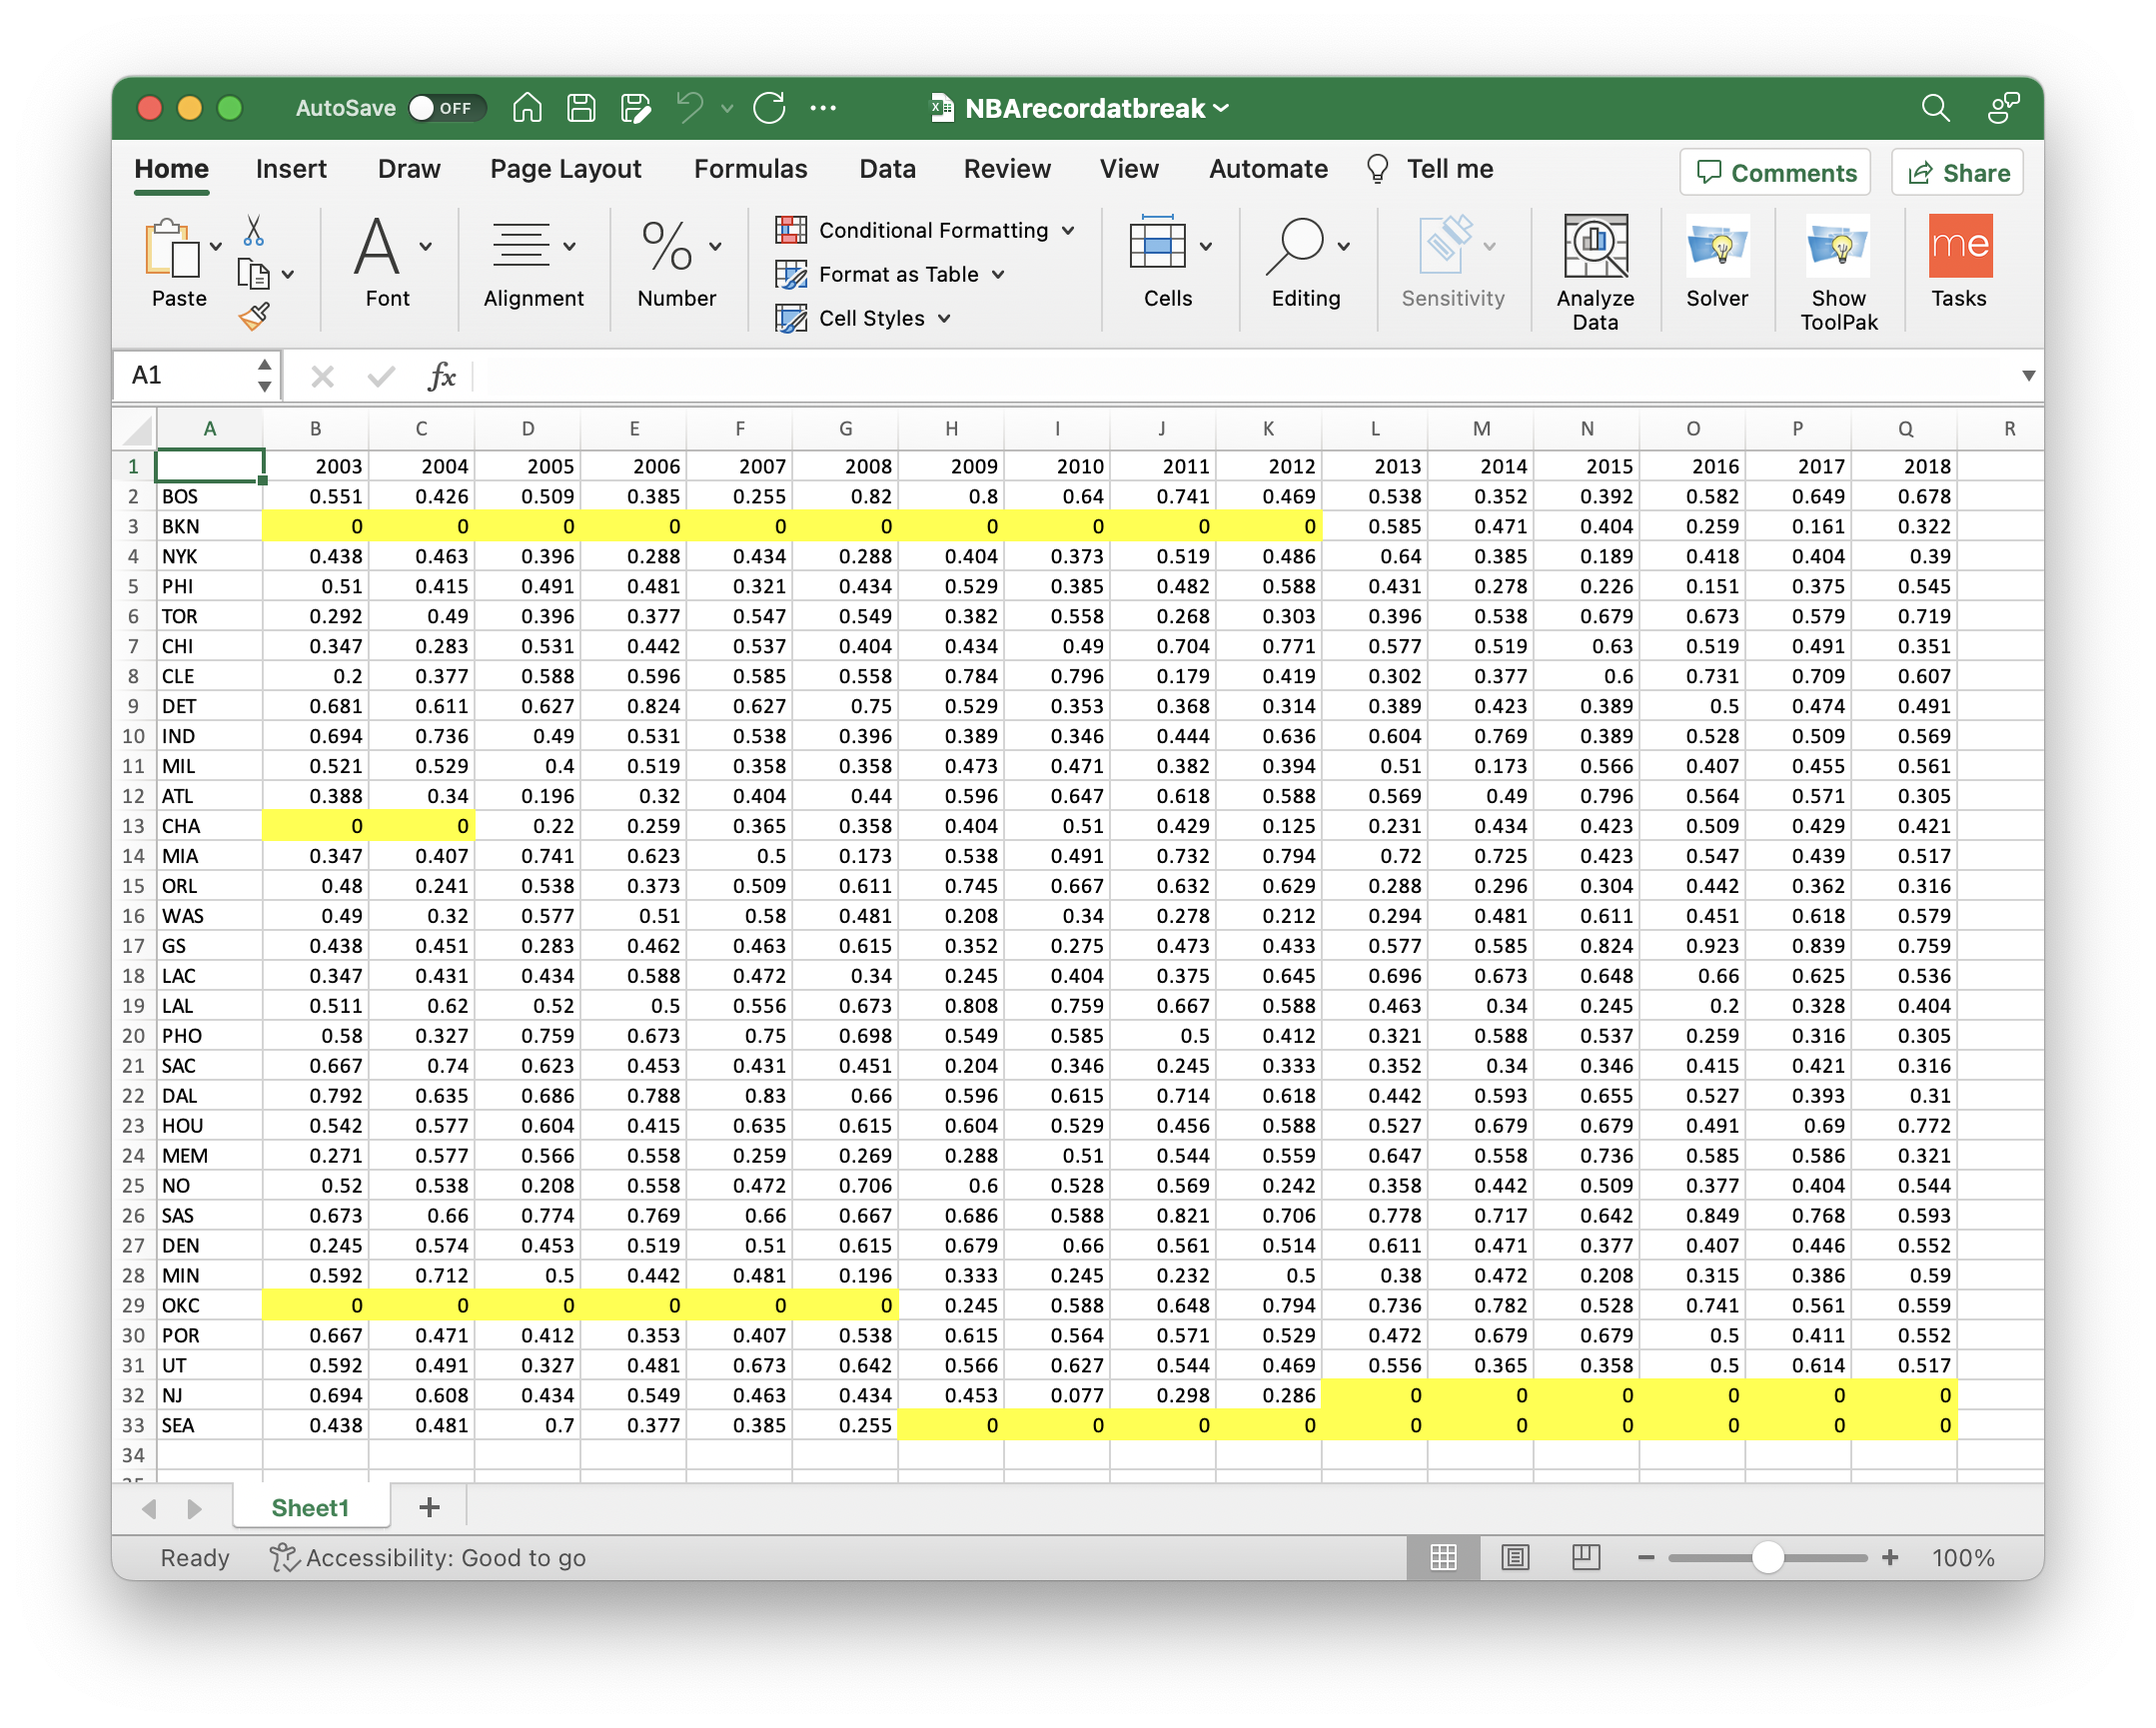 AutoSave OFF NBArecordatbreak
Home Insert Draw Page Layout Formulas Data Review View Automate Tell me Comments Share
Paste Font Alignment % Number Conditional Formatting Format as Table Cell Styles Cells Editing Sensitivity Analyze Data Solver Show ToolPak me Tasks
A1 fx
A B C D E F G H I J K L M N O P Q R
1 2003 2004 2005 2006 2007 2008 2009 2010 2011 2012 2013 2014 2015 2016 2017 2018
2 BOS 0.551 0.426 0.509 0.385 0.255 0.82 0.8 0.64 0.741 0.469 0.538 0.352 0.392 0.582 0.649 0.678
3 BKN 0 0 0 0 0 0 0 0 0 0 0.585 0.471 0.404 0.259 0.161 0.322
4 NYK 0.438 0.463 0.396 0.288 0.434 0.288 0.404 0.373 0.519 0.486 0.64 0.385 0.189 0.418 0.404 0.39
5 PHI 0.51 0.415 0.491 0.481 0.321 0.434 0.529 0.385 0.482 0.588 0.431 0.278 0.226 0.151 0.375 0.545
6 TOR 0.292 0.49 0.396 0.377 0.547 0.549 0.382 0.558 0.268 0.303 0.396 0.538 0.679 0.673 0.579 0.719
7 CHI 0.347 0.283 0.531 0.442 0.537 0.404 0.434 0.49 0.704 0.771 0.577 0.519 0.63 0.519 0.491 0.351
8 CLE 0.2 0.377 0.588 0.596 0.585 0.558 0.784 0.796 0.179 0.419 0.302 0.377 0.6 0.731 0.709 0.607
9 DET 0.681 0.611 0.627 0.824 0.627 0.75 0.529 0.353 0.368 0.314 0.389 0.423 0.389 0.5 0.474 0.491
10 IND 0.694 0.736 0.49 0.531 0.538 0.396 0.389 0.346 0.444 0.636 0.604 0.769 0.389 0.528 0.509 0.569
11 MIL 0.521 0.529 0.4 0.519 0.358 0.358 0.473 0.471 0.382 0.394 0.51 0.173 0.566 0.407 0.455 0.561
12 ATL 0.388 0.34 0.196 0.32 0.404 0.44 0.596 0.647 0.618 0.588 0.569 0.49 0.796 0.564 0.571 0.305
13 CHA 0 0 0.22 0.259 0.365 0.358 0.404 0.51 0.429 0.125 0.231 0.434 0.423 0.509 0.429 0.421
14 MIA 0.347 0.407 0.741 0.623 0.5 0.173 0.538 0.491 0.732 0.794 0.72 0.725 0.423 0.547 0.439 0.517
15 ORL 0.48 0.241 0.538 0.373 0.509 0.611 0.745 0.667 0.632 0.629 0.288 0.296 0.304 0.442 0.362 0.316
16 WAS 0.49 0.32 0.577 0.51 0.58 0.481 0.208 0.34 0.278 0.212 0.294 0.481 0.611 0.451 0.618 0.579
17 GS 0.438 0.451 0.283 0.462 0.463 0.615 0.352 0.275 0.473 0.433 0.577 0.585 0.824 0.923 0.839 0.759
18 LAC 0.347 0.431 0.434 0.588 0.472 0.34 0.245 0.404 0.375 0.645 0.696 0.673 0.648 0.66 0.625 0.536
19 LAL 0.511 0.62 0.52 0.5 0.556 0.673 0.808 0.759 0.667 0.588 0.463 0.34 0.245 0.2 0.328 0.404
20 PHO 0.58 0.327 0.759 0.673 0.75 0.698 0.549 0.585 0.5 0.412 0.321 0.588 0.537 0.259 0.316 0.305
21 SAC 0.667 0.74 0.623 0.453 0.431 0.451 0.204 0.346 0.245 0.333 0.352 0.34 0.346 0.415 0.421 0.316
22 DAL 0.792 0.635 0.686 0.788 0.83 0.66 0.596 0.615 0.714 0.618 0.442 0.593 0.655 0.527 0.393 0.31
23 HOU 0.542 0.577 0.604 0.415 0.635 0.615 0.604 0.529 0.456 0.588 0.527 0.679 0.679 0.491 0.69 0.772
24 MEM 0.271 0.577 0.566 0.558 0.259 0.269 0.288 0.51 0.544 0.559 0.647 0.558 0.736 0.585 0.586 0.321
25 NO 0.52 0.538 0.208 0.558 0.472 0.706 0.6 0.528 0.569 0.242 0.358 0.442 0.509 0.377 0.404 0.544
26 SAS 0.673 0.66 0.774 0.769 0.66 0.667 0.686 0.588 0.821 0.706 0.778 0.717 0.642 0.849 0.768 0.593
27 DEN 0.245 0.574 0.453 0.519 0.51 0.615 0.679 0.66 0.561 0.514 0.611 0.471 0.377 0.407 0.446 0.552
28 MIN 0.592 0.712 0.5 0.442 0.481 0.196 0.333 0.245 0.232 0.5 0.38 0.472 0.208 0.315 0.386 0.59
29 OKC 0 0 0 0 0 0 0.245 0.588 0.648 0.794 0.736 0.782 0.528 0.741 0.561 0.559
30 POR 0.667 0.471 0.412 0.353 0.407 0.538 0.615 0.564 0.571 0.529 0.472 0.679 0.679 0.5 0.411 0.552
31 UT 0.592 0.491 0.327 0.481 0.673 0.642 0.566 0.627 0.544 0.469 0.556 0.365 0.358 0.5 0.614 0.517
32 NJ 0.694 0.608 0.434 0.549 0.463 0.434 0.453 0.077 0.298 0.286 0 0 0 0 0 0
33 SEA 0.438 0.481 0.7 0.377 0.385 0.255 0 0 0 0 0 0 0 0 0 0
34
Sheet1 +
Ready Accessibility: Good to go 100%